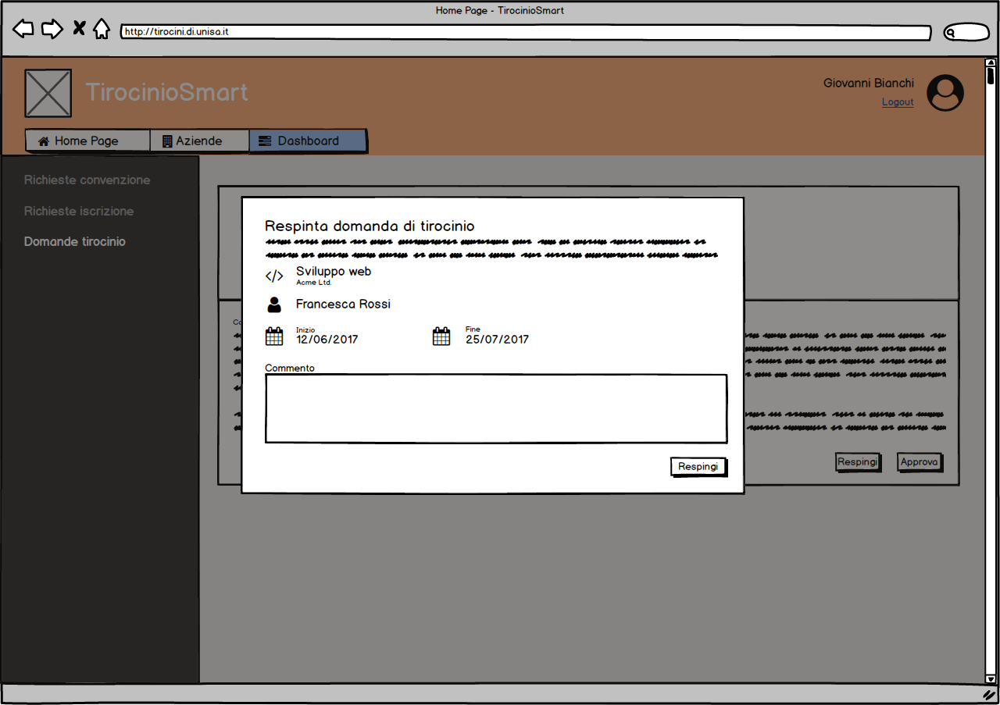 Home Page - TirocinioSmart
http://tirocini.di.unisa.it
TirocinioSmart
Giovanni Bianchi
Logout
Home Page
Aziende
Dashboard
Richieste convenzione
Richieste iscrizione
Domande tirocinio
Respinta domanda di tirocinio
Sviluppo web
Acme Ltd.
Francesca Rossi
Inizio
12/06/2017
Fine
25/07/2017
Commento
Respingi
Respingi
Approva